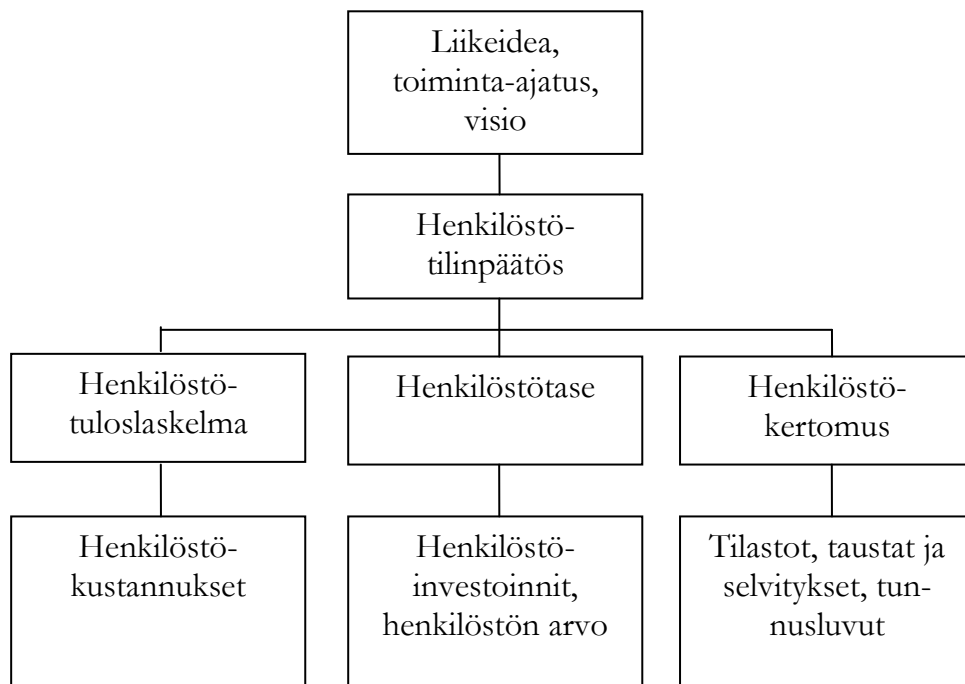 Liikeidea,
toiminta-ajatus,
visio
Henkilöstö-
tilinpäätös
Henkilöstö-
tuloslaskelma
Henkilöstötase
Henkilöstö-
kertomus
Henkilöstö-
kustannukset
Henkilöstö-
investoinnit,
henkilöstön arvo
Tilastot, taustat ja
selvitykset, tun-
nusluvut